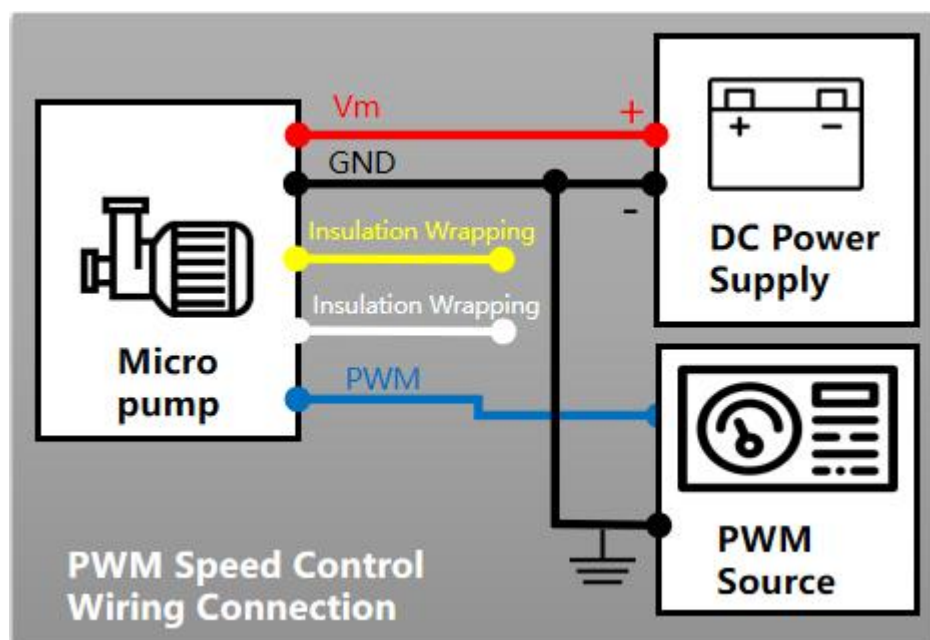 Vm
+
GND
-
Insulation Wrapping
Insulation Wrapping
PWM
Micro
pump
+ -
DC Power
Supply
PWM
Source
PWM Speed Control
Wiring Connection